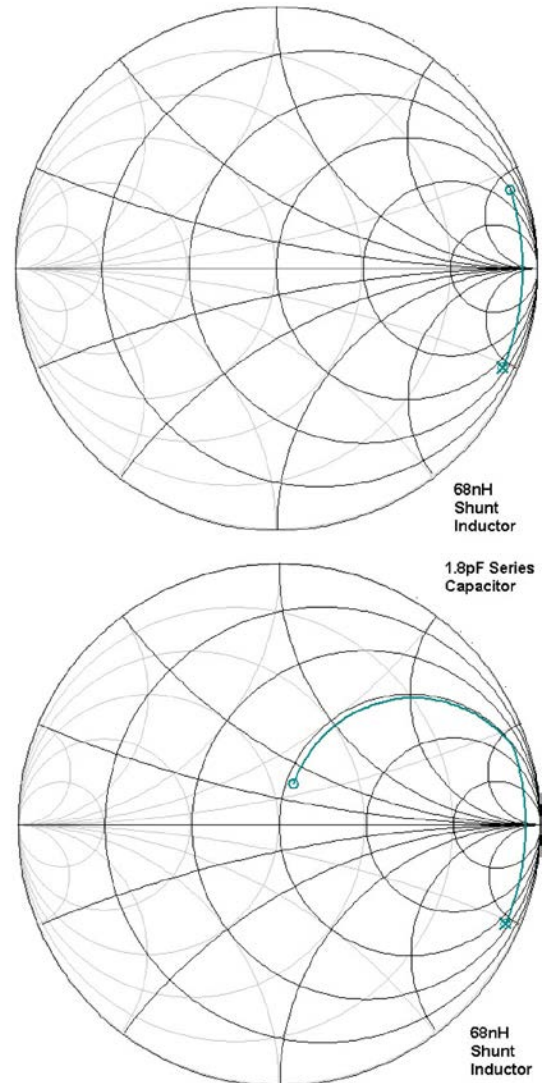 68nH
Shunt
Inductor
1.8pF Series
Capacitor
68nH
Shunt
Inductor